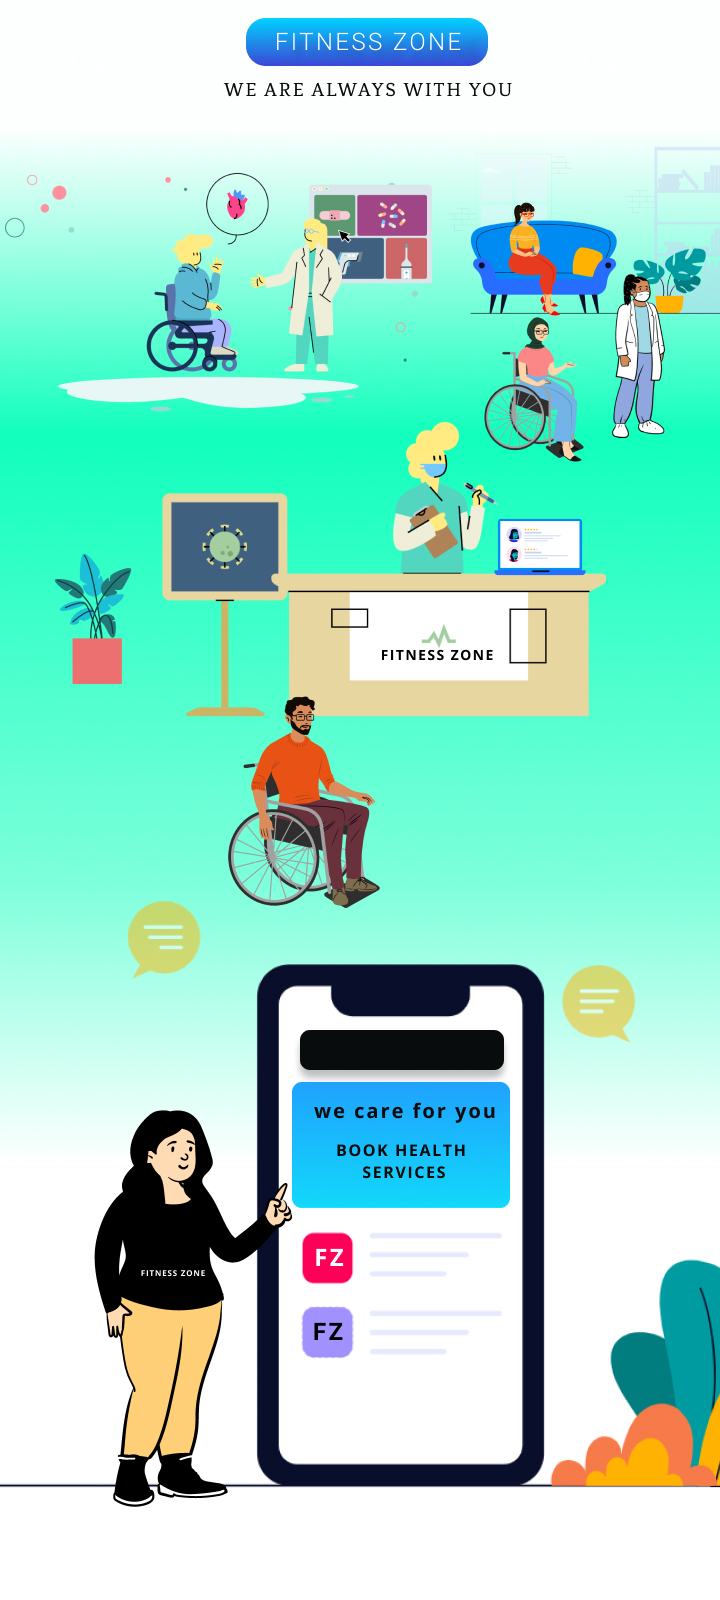 FITNESS ZONE
WE ARE ALWAYS WITH YOU
FITNESS ZONE
we care for you
BOOK HEALTH
SERVICES
FZ
FITNESS ZONE
FZ